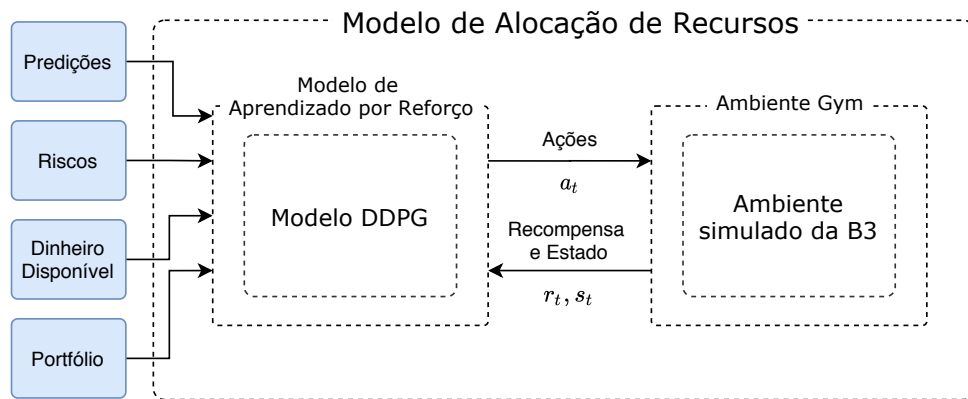 Modelo de Alocação de Recursos
Predições
Riscos
Dinheiro
Disponível
Portfólio
Modelo de
Aprendizado por Reforço
Modelo DDPG
Ações
a_t
Recompensa
e Estado
r_t, s_t
Ambiente Gym
Ambiente
simulado da B3